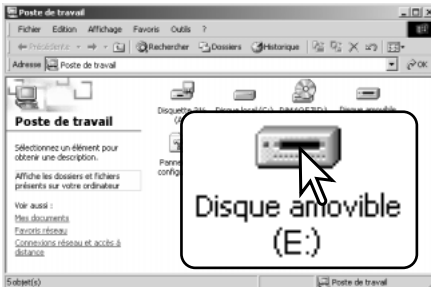 Poste de travail
Fichier Edition Affichage Favoris Outils ?
Précédente Rechercher Dossiers Historique
Adresse Poste de travail OK
Poste de travail
Sélectionnez un élément pour
obtenir une description.
Affiche les dossiers et fichiers
présents sur votre ordinateur
Voir aussi :
Mes documents
Favoris réseau
Connexions réseau et accès à
distance
Disque amovible
(E:)
5 objet(s) Poste de travail